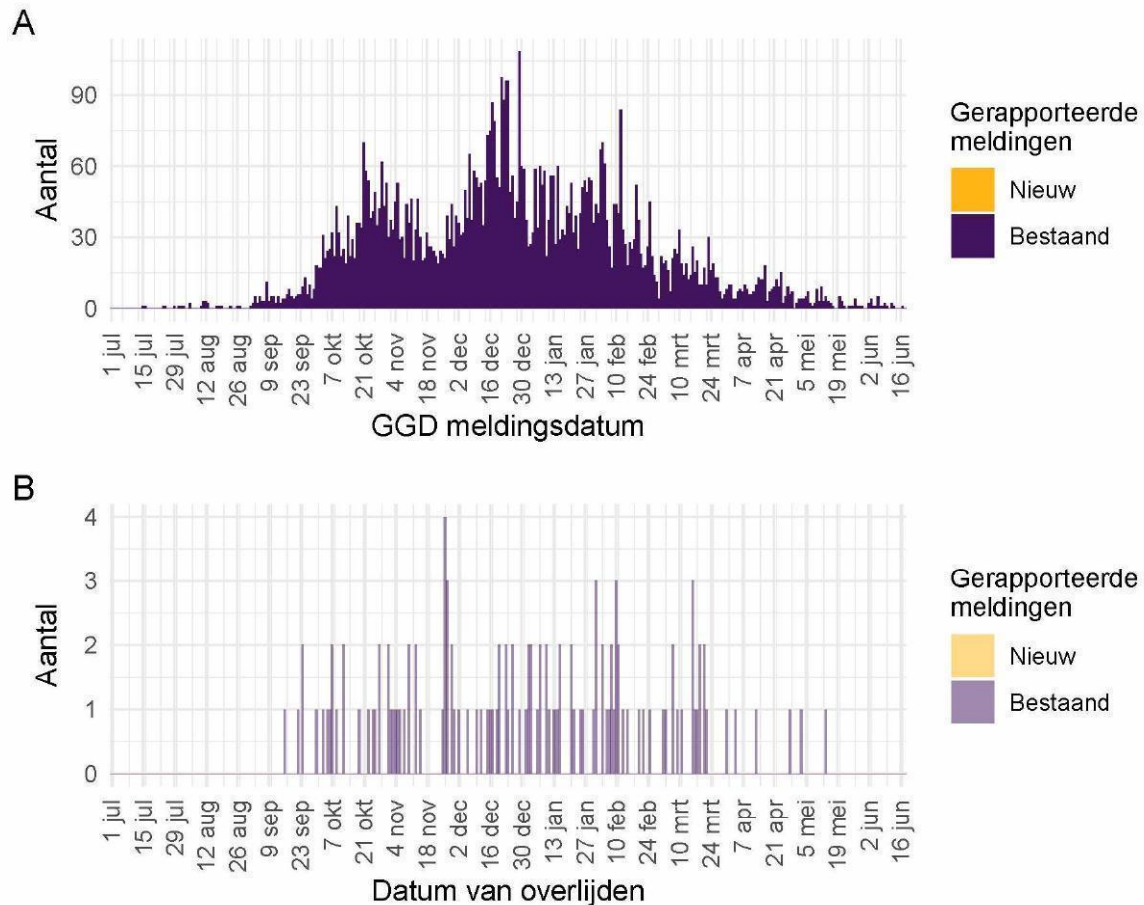 A
Aantal
90
60
30
0
1 jul
15 jul
29 jul
12 aug
26 aug
9 sep
23 sep
7 okt
21 okt
4 nov
18 nov
2 dec
16 dec
30 dec
13 jan
27 jan
10 feb
24 feb
10 mrt
24 mrt
7 apr
21 apr
5 mei
19 mei
2 jun
16 jun
GGD meldingsdatum
Gerapporteerde
meldingen
Nieuw
Bestaand
B
Aantal
4
3
2
1
0
1 jul
15 jul
29 jul
12 aug
26 aug
9 sep
23 sep
7 okt
21 okt
4 nov
18 nov
2 dec
16 dec
30 dec
13 jan
27 jan
10 feb
24 feb
10 mrt
24 mrt
7 apr
21 apr
5 mei
19 mei
2 jun
16 jun
Datum van overlijden
Gerapporteerde
meldingen
Nieuw
Bestaand